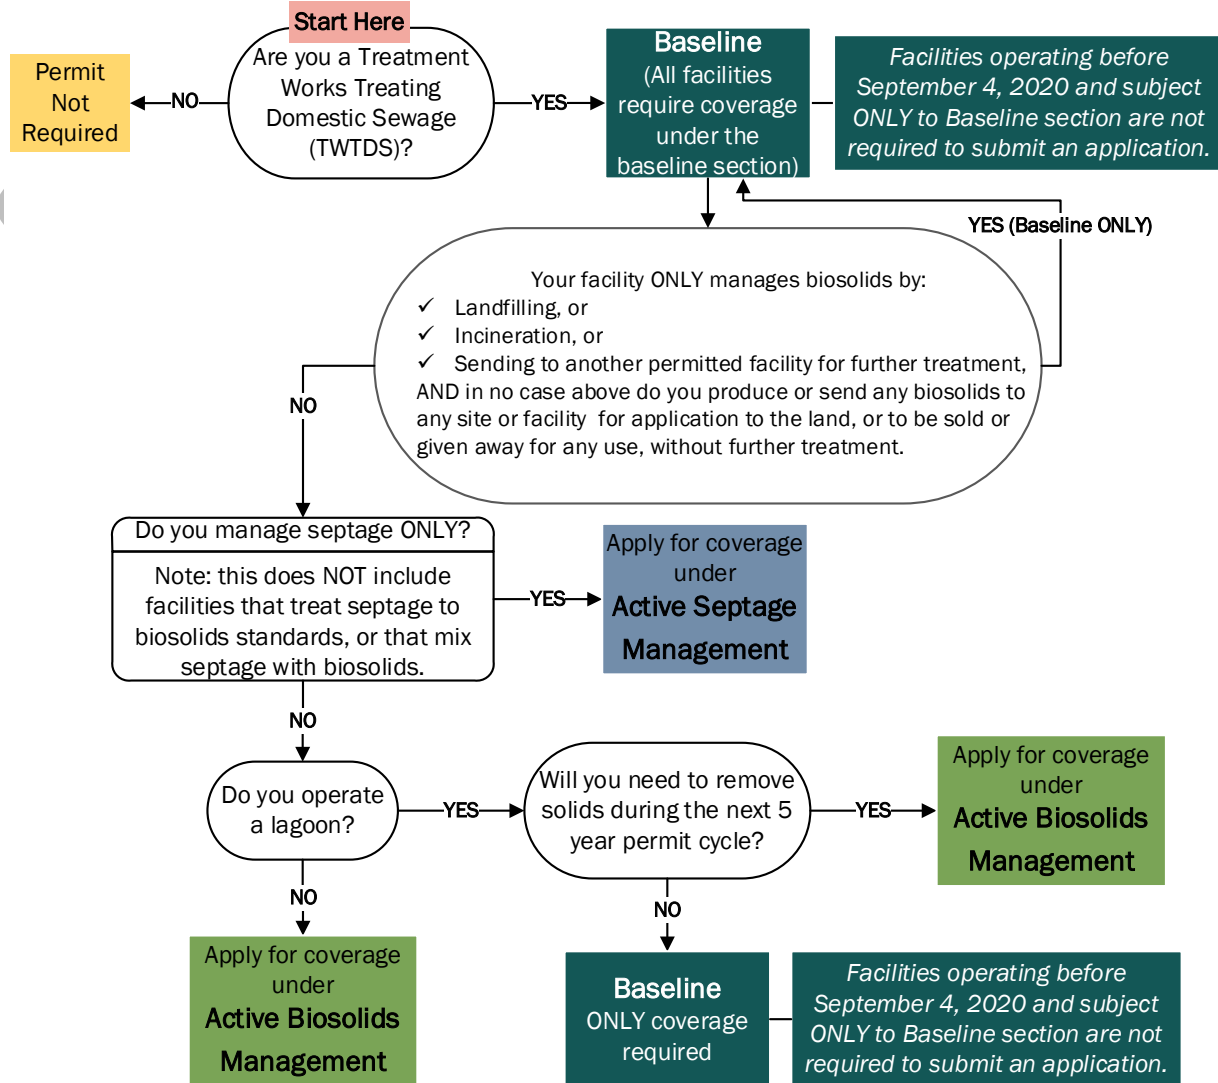 Start Here
Are you a Treatment
Works Treating
Domestic Sewage
(TWTDS)?
NO
Permit
Not
Required
YES
Baseline
(All facilities
require coverage
under the
baseline section)
Facilities operating before
September 4, 2020 and subject
ONLY to Baseline section are not
required to submit an application.
YES (Baseline ONLY)
Your facility ONLY manages biosolids by:
✓ Landfilling, or
✓ Incineration, or
✓ Sending to another permitted facility for further treatment,
AND in no case above do you produce or send any biosolids to
any site or facility for application to the land, or to be sold or
given away for any use, without further treatment.
NO
Do you manage septage ONLY?
Note: this does NOT include
facilities that treat septage to
biosolids standards, or that mix
septage with biosolids.
YES
Apply for coverage
under
Active Septage
Management
NO
Do you operate
a lagoon?
YES
Will you need to remove
solids during the next 5
year permit cycle?
YES
Apply for coverage
under
Active Biosolids
Management
NO
Apply for coverage
under
Active Biosolids
Management
NO
Baseline
ONLY coverage
required
Facilities operating before
September 4, 2020 and subject
ONLY to Baseline section are not
required to submit an application.